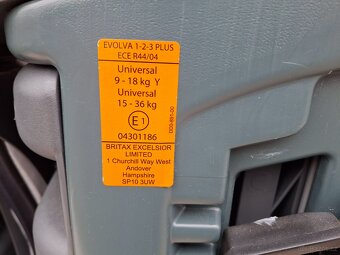 EVOLVA 1-2-3 PLUS
ECE R44/04
Universal
9 - 18 kg Y
Universal
15 - 36 kg
E1
04301186
BRITAX EXCELSIOR
LIMITED
1 Churchill Way West
Andover
Hampshire
SP10 3UW